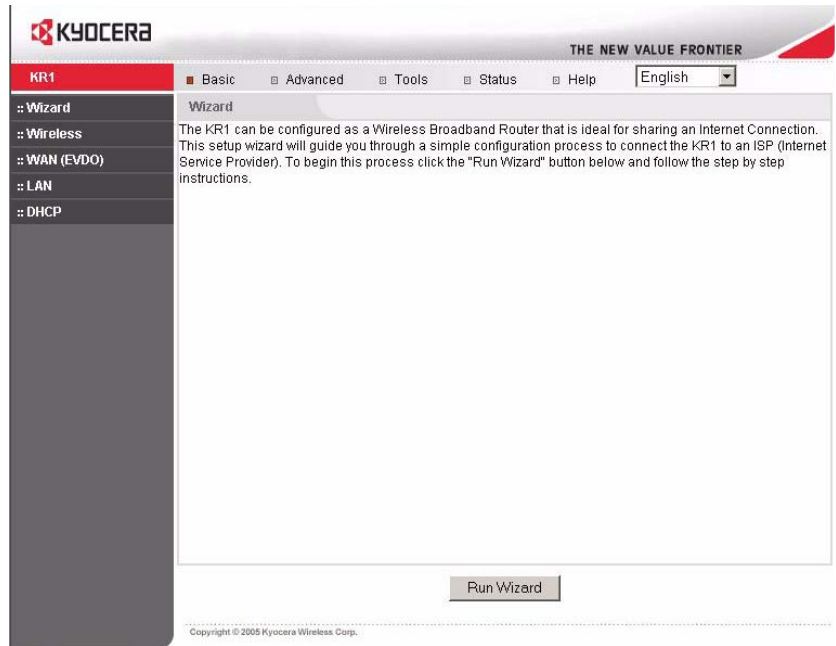 KYOCERA
THE NEW VALUE FRONTIER
KR1
Basic Advanced Tools Status Help English
:: Wizard
:: Wireless
:: WAN (EVDO)
:: LAN
:: DHCP
Wizard
The KR1 can be configured as a Wireless Broadband Router that is ideal for sharing an Internet Connection.
This setup wizard will guide you through a simple configuration process to connect the KR1 to an ISP (Internet
Service Provider). To begin this process click the "Run Wizard" button below and follow the step by step
instructions.
Run Wizard
Copyright © 2005 Kyocera Wireless Corp.